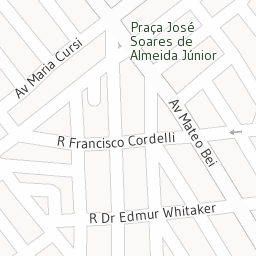 Praça José
Soares de
Almeida Júnior
Av Maria Cursi
Av Mateo Bei
R Francisco Cordelli
R Dr Edmur Whitaker